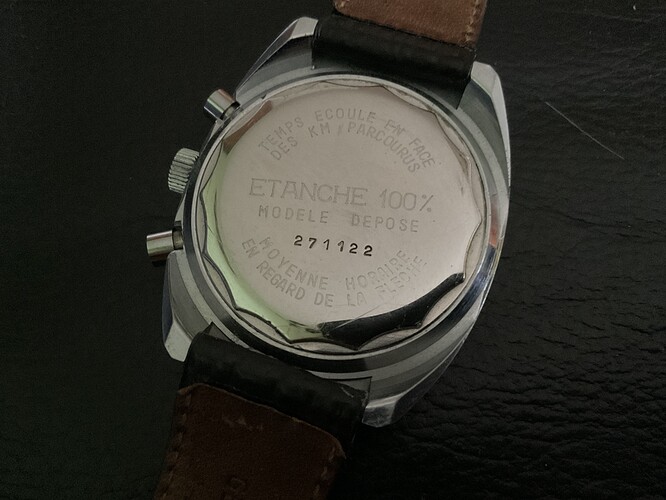 TEMPS ECOULE EN FACE
DES KM PARCOURUS
ETANCHE 100%
MODELE DEPOSE
271122
MOYENNE HORAIRE
EN REGARD DE LA FLECHE